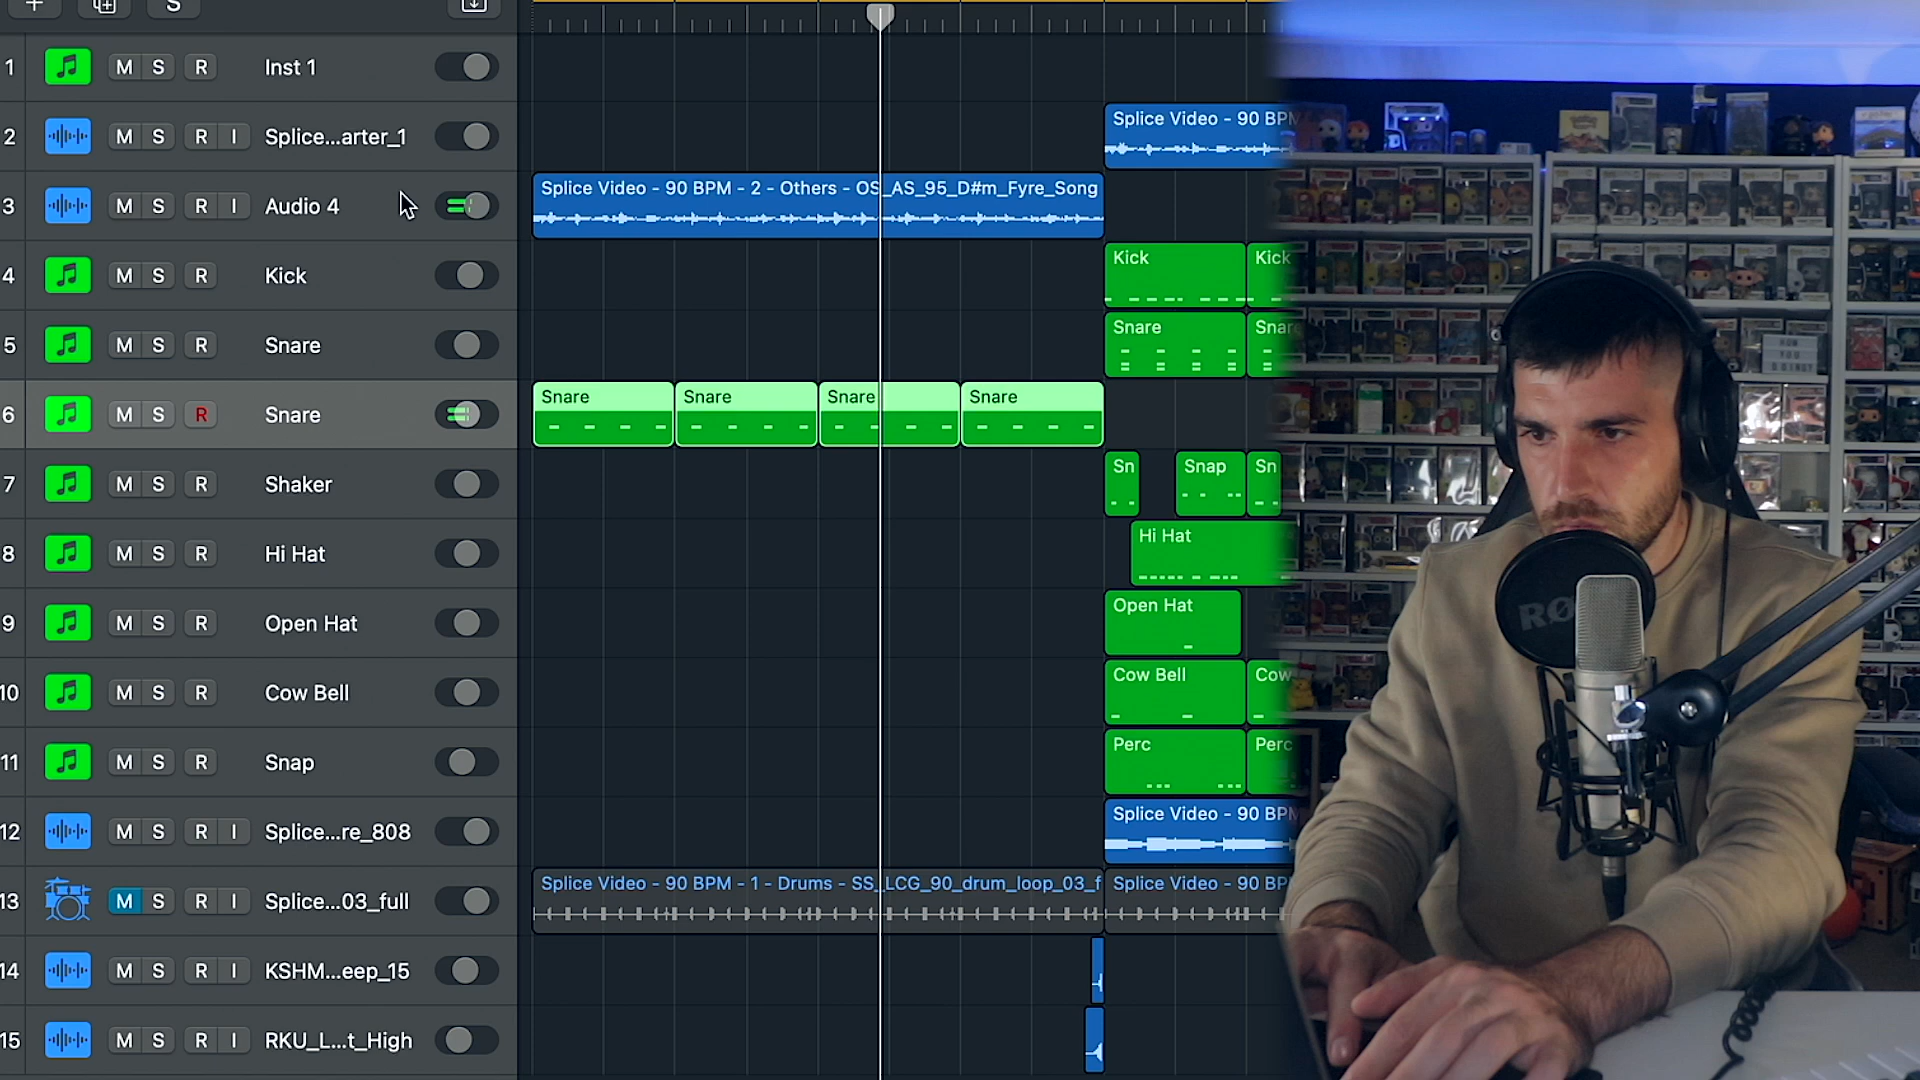 S
1 M S R Inst 1
2 M S R I Splice...arter_1 Splice Video - 90 BPM
3 M S R I Audio 4 Splice Video - 90 BPM - 2 - Others - OS_AS_95_D#m_Fyre_Song
4 M S R Kick Kick Kick
5 M S R Snare Snare Snare
6 M S R Snare Snare Snare Snare Snare
7 M S R Shaker Sn Snap Sn
8 M S R Hi Hat Hi Hat
9 M S R Open Hat Open Hat
10 M S R Cow Bell Cow Bell Cow
11 M S R Snap Perc Perc
12 M S R I Splice...re_808 Splice Video - 90 BPM
13 M S R I Splice...03_full Splice Video - 90 BPM - 1 - Drums - SS_LCG_90_drum_loop_03_f Splice Video - 90 BP
14 M S R I KSHM...eep_15
15 M S R I RKU_L...t_High
RØ